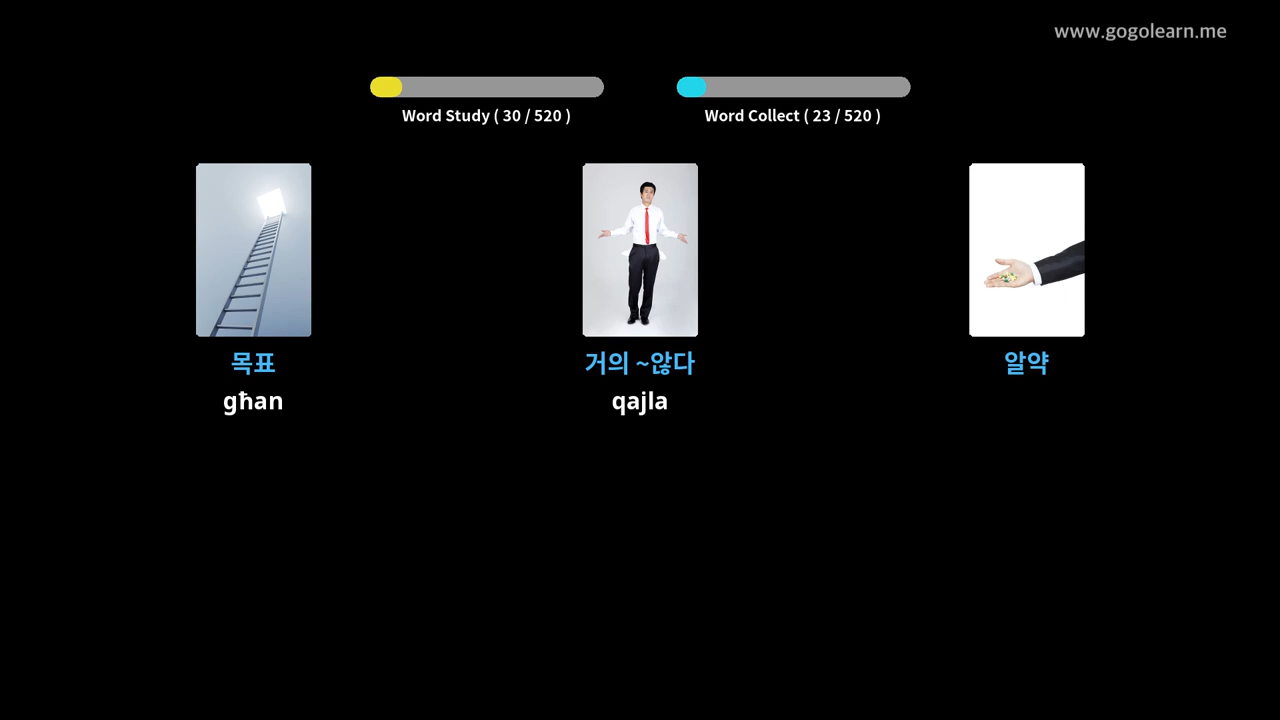 www.gogolearn.me
Word Study ( 30 / 520 )
Word Collect ( 23 / 520 )
목표
għan
거의 ~않다
qajla
알약